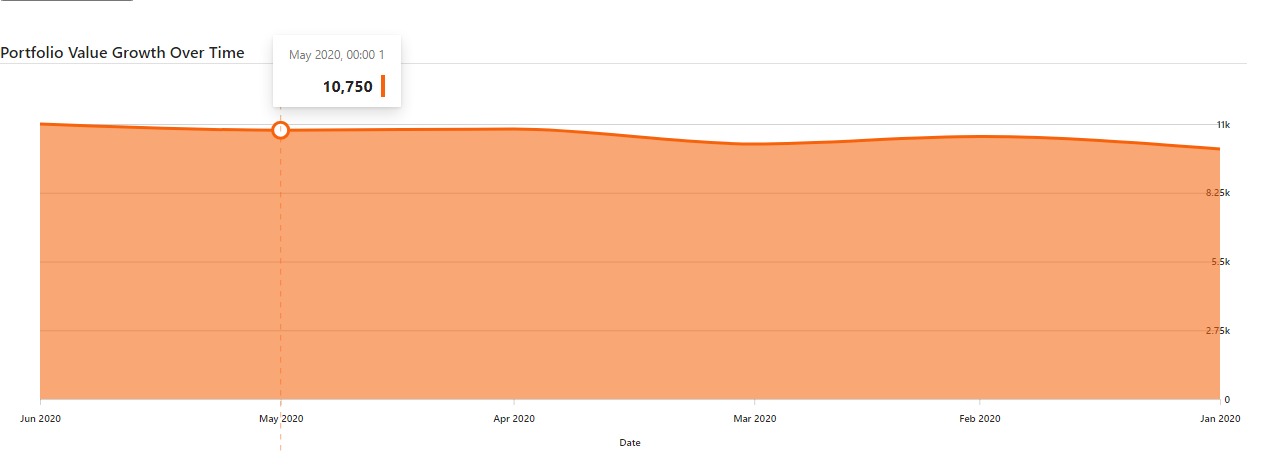 Portfolio Value Growth Over Time
May 2020, 00:00 1
10,750
11k
8.25k
5.5k
2.75k
0
Jun 2020 May 2020 Apr 2020 Mar 2020 Feb 2020 Jan 2020
Date